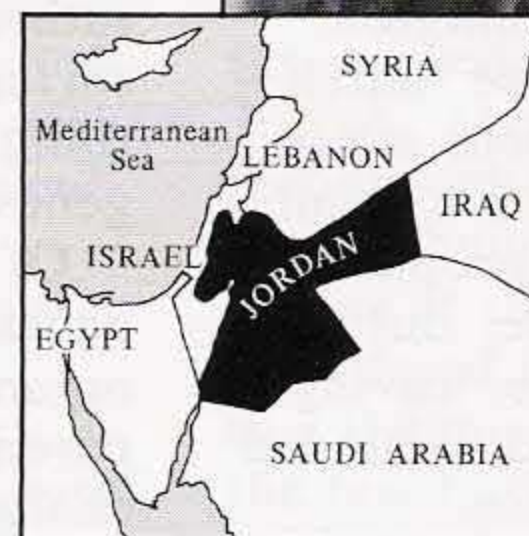 SYRIA
Mediterranean
Sea
LEBANON
IRAQ
ISRAEL
JORDAN
EGYPT
SAUDI ARABIA